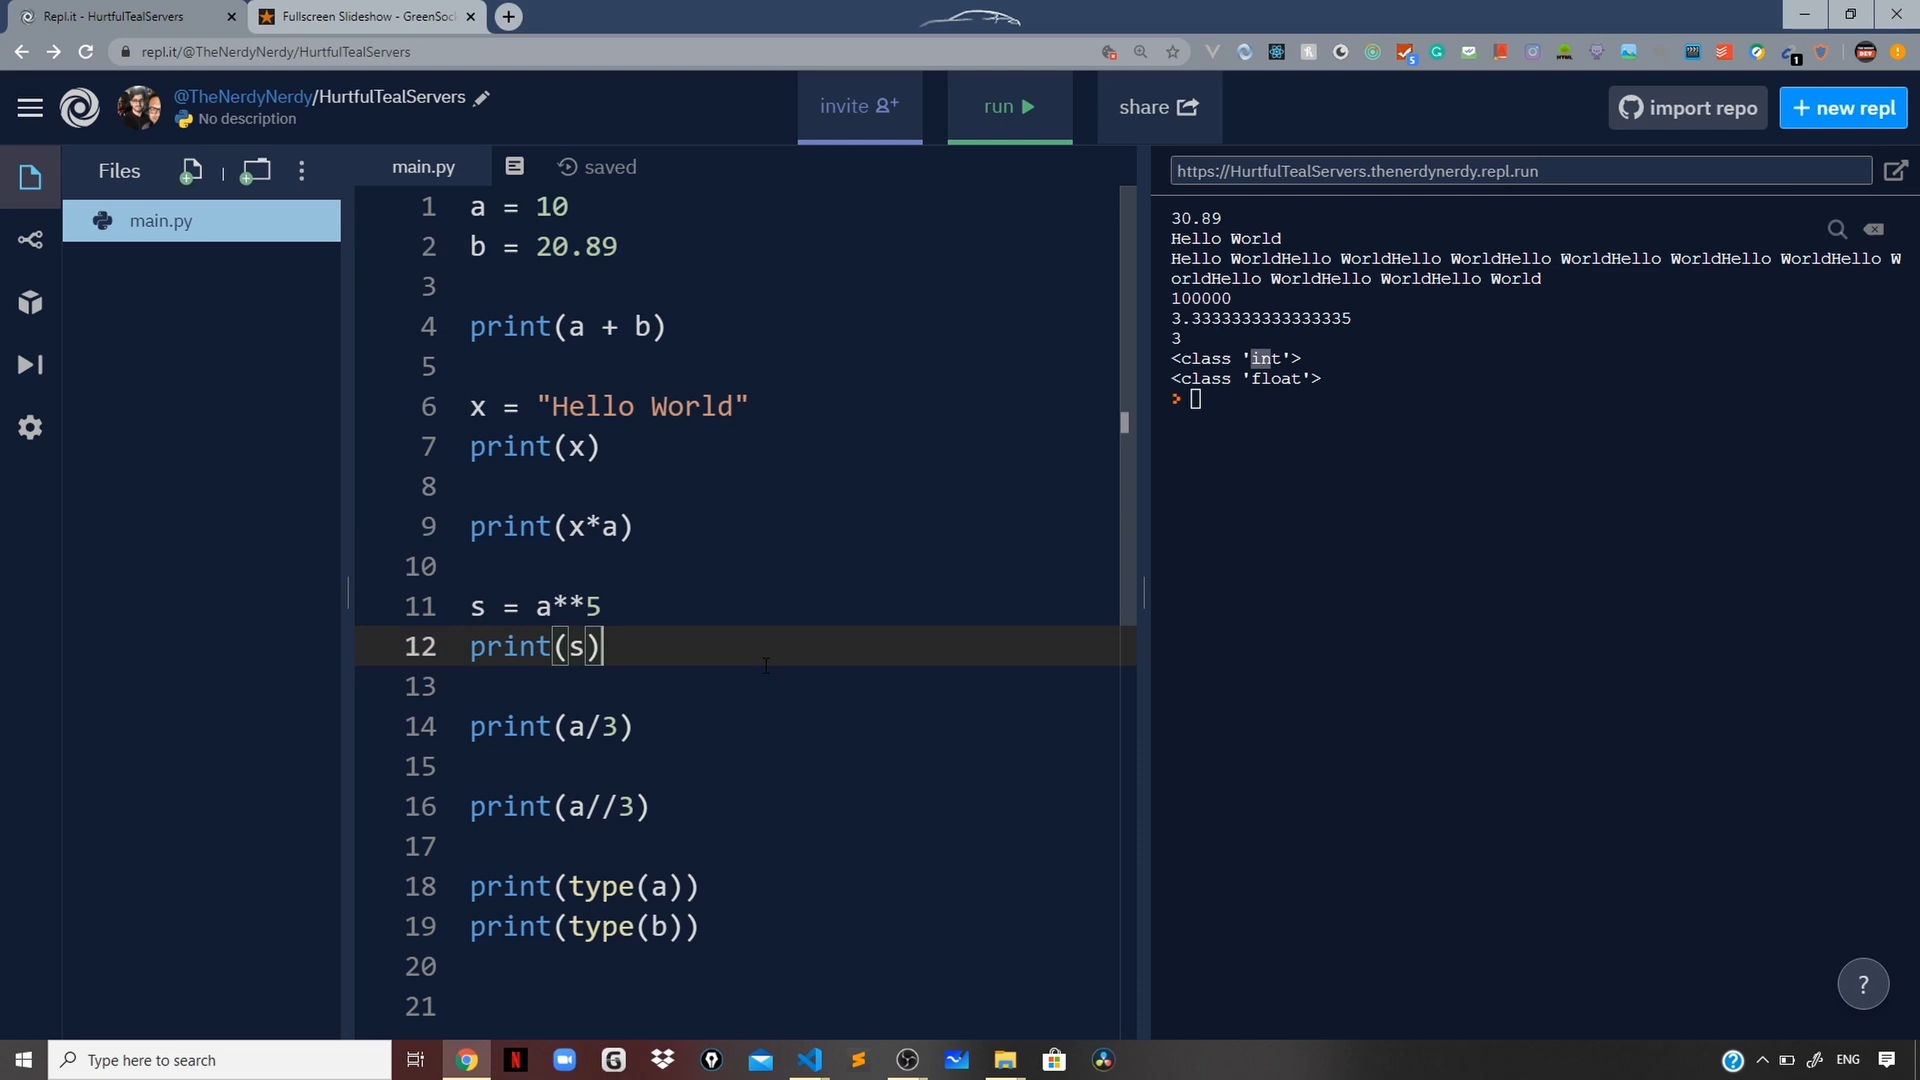 Repl.it - HurtfulTealServers
Fullscreen Slideshow - GreenSoc
repl.it/@TheNerdyNerdy/HurtfulTealServers
5
1
@TheNerdyNerdy/HurtfulTealServers
No description
invite
run
share
import repo
+ new repl
Files
main.py
saved
https://HurtfulTealServers.thenerdynerdy.repl.run
main.py
1 a = 10
2 b = 20.89
3
4 print(a + b)
5
6 x = "Hello World"
7 print(x)
8
9 print(x*a)
10
11 s = a**5
12 print(s)
13
14 print(a/3)
15
16 print(a//3)
17
18 print(type(a))
19 print(type(b))
20
21
30.89
Hello World
Hello WorldHello WorldHello WorldHello WorldHello WorldHello WorldHello W
orldHello WorldHello WorldHello World
100000
3.3333333333333335
3
<class 'int'>
<class 'float'>
>
?
Type here to search
ENG